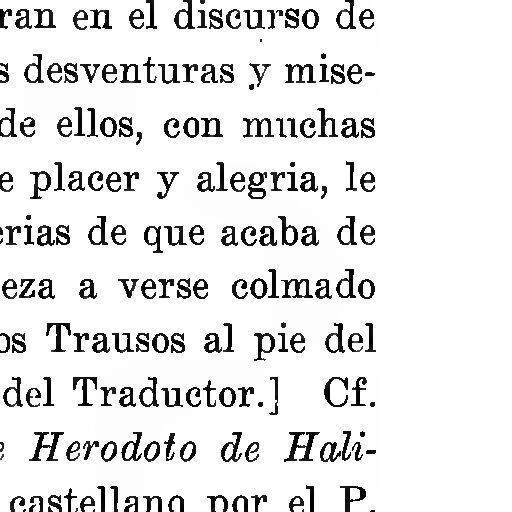 ran en el discurso de
s desventuras y mise-
de ellos, con muchas
e placer y alegria, le
erias de que acaba de
eza a verse colmado
os Trausos al pie del
del Traductor.] Cf.
e Herodoto de Hali-
castellano por el P.